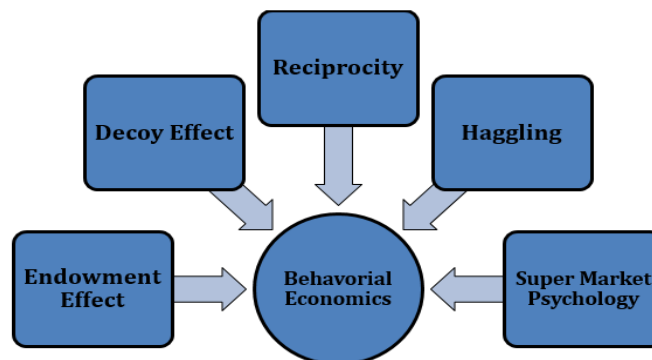 Reciprocity
Decoy Effect
Haggling
Endowment
Effect
Behavorial
Economics
Super Market
Psychology